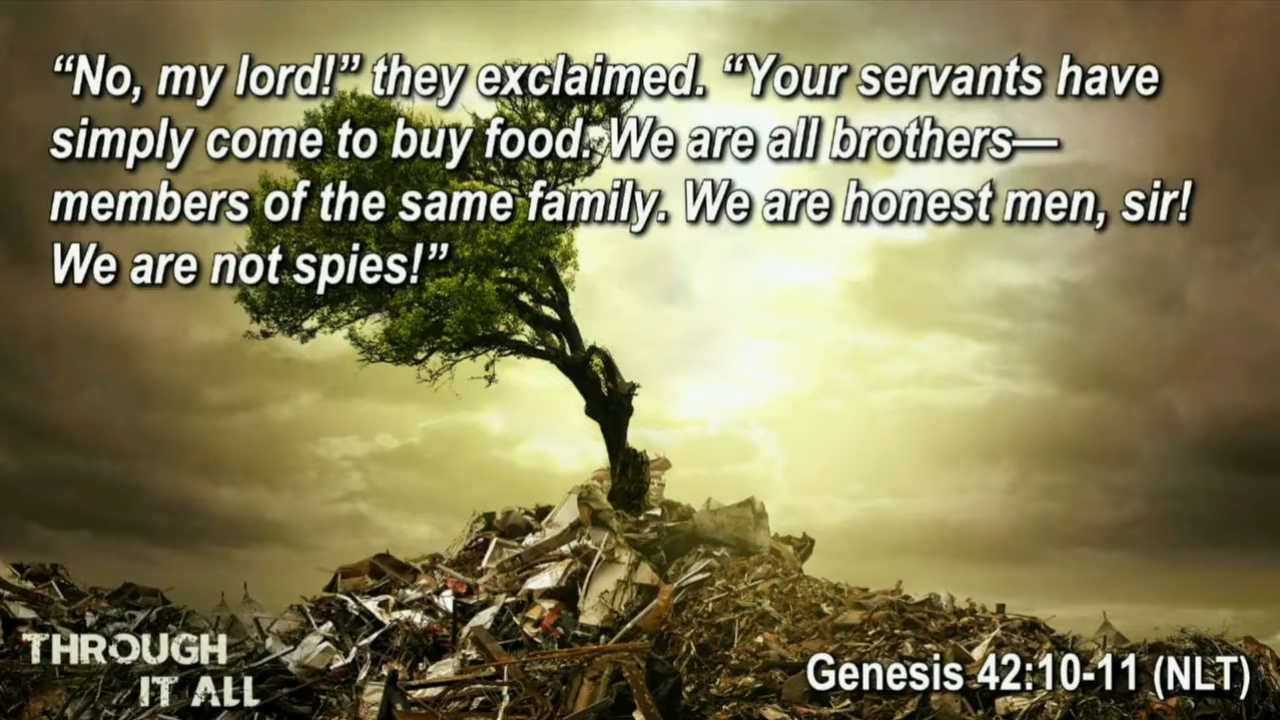 “No, my lord!” they exclaimed. “Your servants have
simply come to buy food. We are all brothers—
members of the same family. We are honest men, sir!
We are not spies!”
THROUGH
IT ALL
Genesis 42:10-11 (NLT)